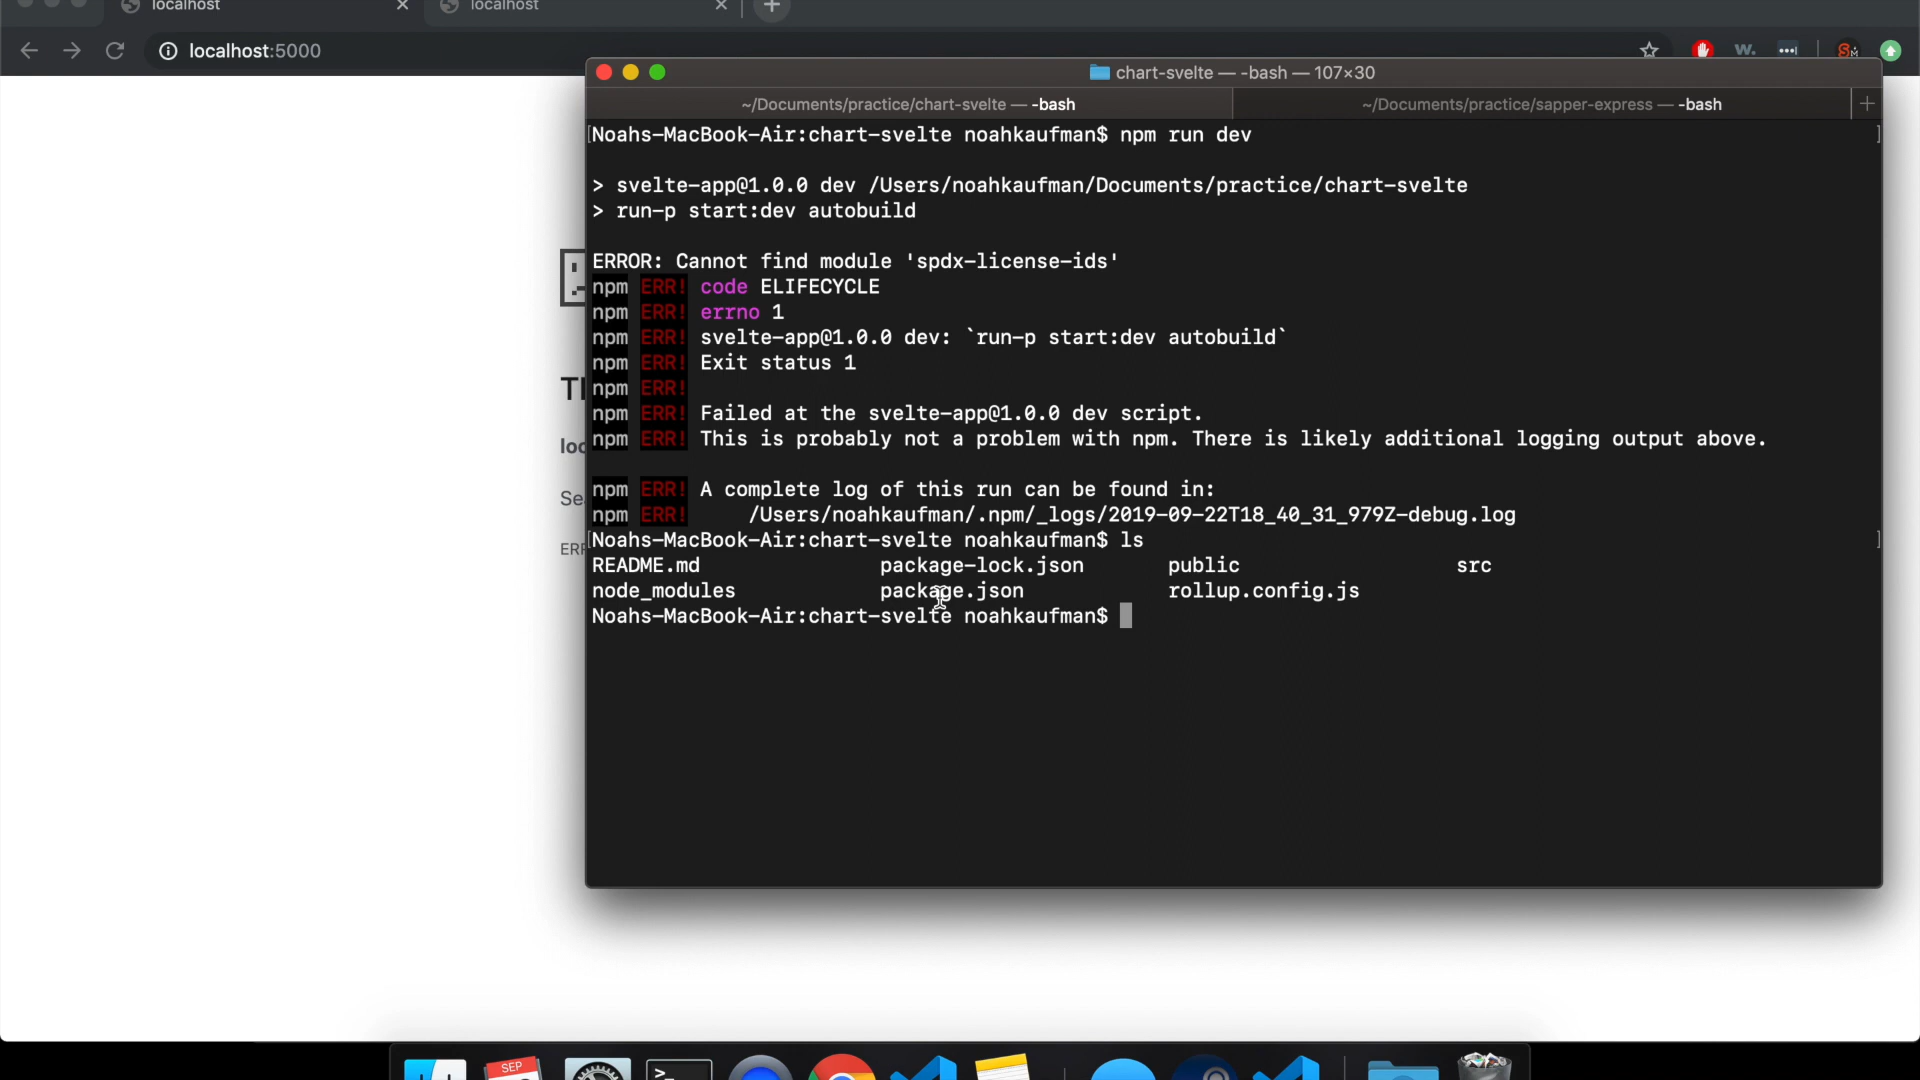 localhost
localhost
localhost:5000
chart-svelte — -bash — 107×30
~/Documents/practice/chart-svelte — -bash
~/Documents/practice/sapper-express — -bash
Noahs-MacBook-Air:chart-svelte noahkaufman$ npm run dev
> svelte-app@1.0.0 dev /Users/noahkaufman/Documents/practice/chart-svelte
> run-p start:dev autobuild
ERROR: Cannot find module 'spdx-license-ids'
npm ERR! code ELIFECYCLE
npm ERR! errno 1
npm ERR! svelte-app@1.0.0 dev: `run-p start:dev autobuild`
npm ERR! Exit status 1
npm ERR!
npm ERR! Failed at the svelte-app@1.0.0 dev script.
npm ERR! This is probably not a problem with npm. There is likely additional logging output above.
npm ERR! A complete log of this run can be found in:
npm ERR!     /Users/noahkaufman/.npm/_logs/2019-09-22T18_40_31_979Z-debug.log
Noahs-MacBook-Air:chart-svelte noahkaufman$ ls
README.md package-lock.json public src
node_modules package.json rollup.config.js
Noahs-MacBook-Air:chart-svelte noahkaufman$
SEP